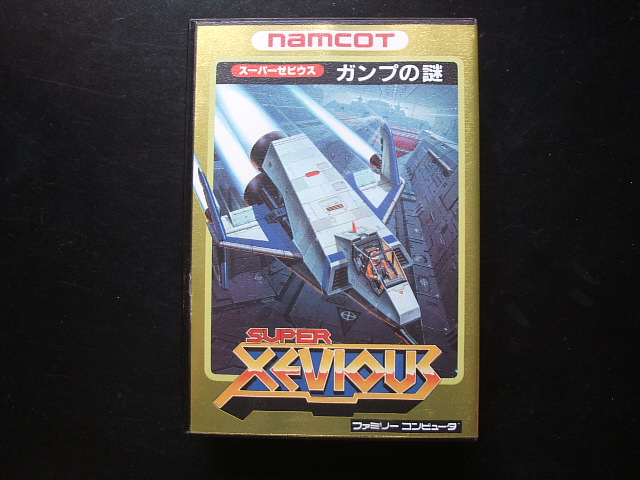 namcot
スーパーゼビウス ガンプの謎
SUPER
XEVIOUS
ファミリー コンピュータ